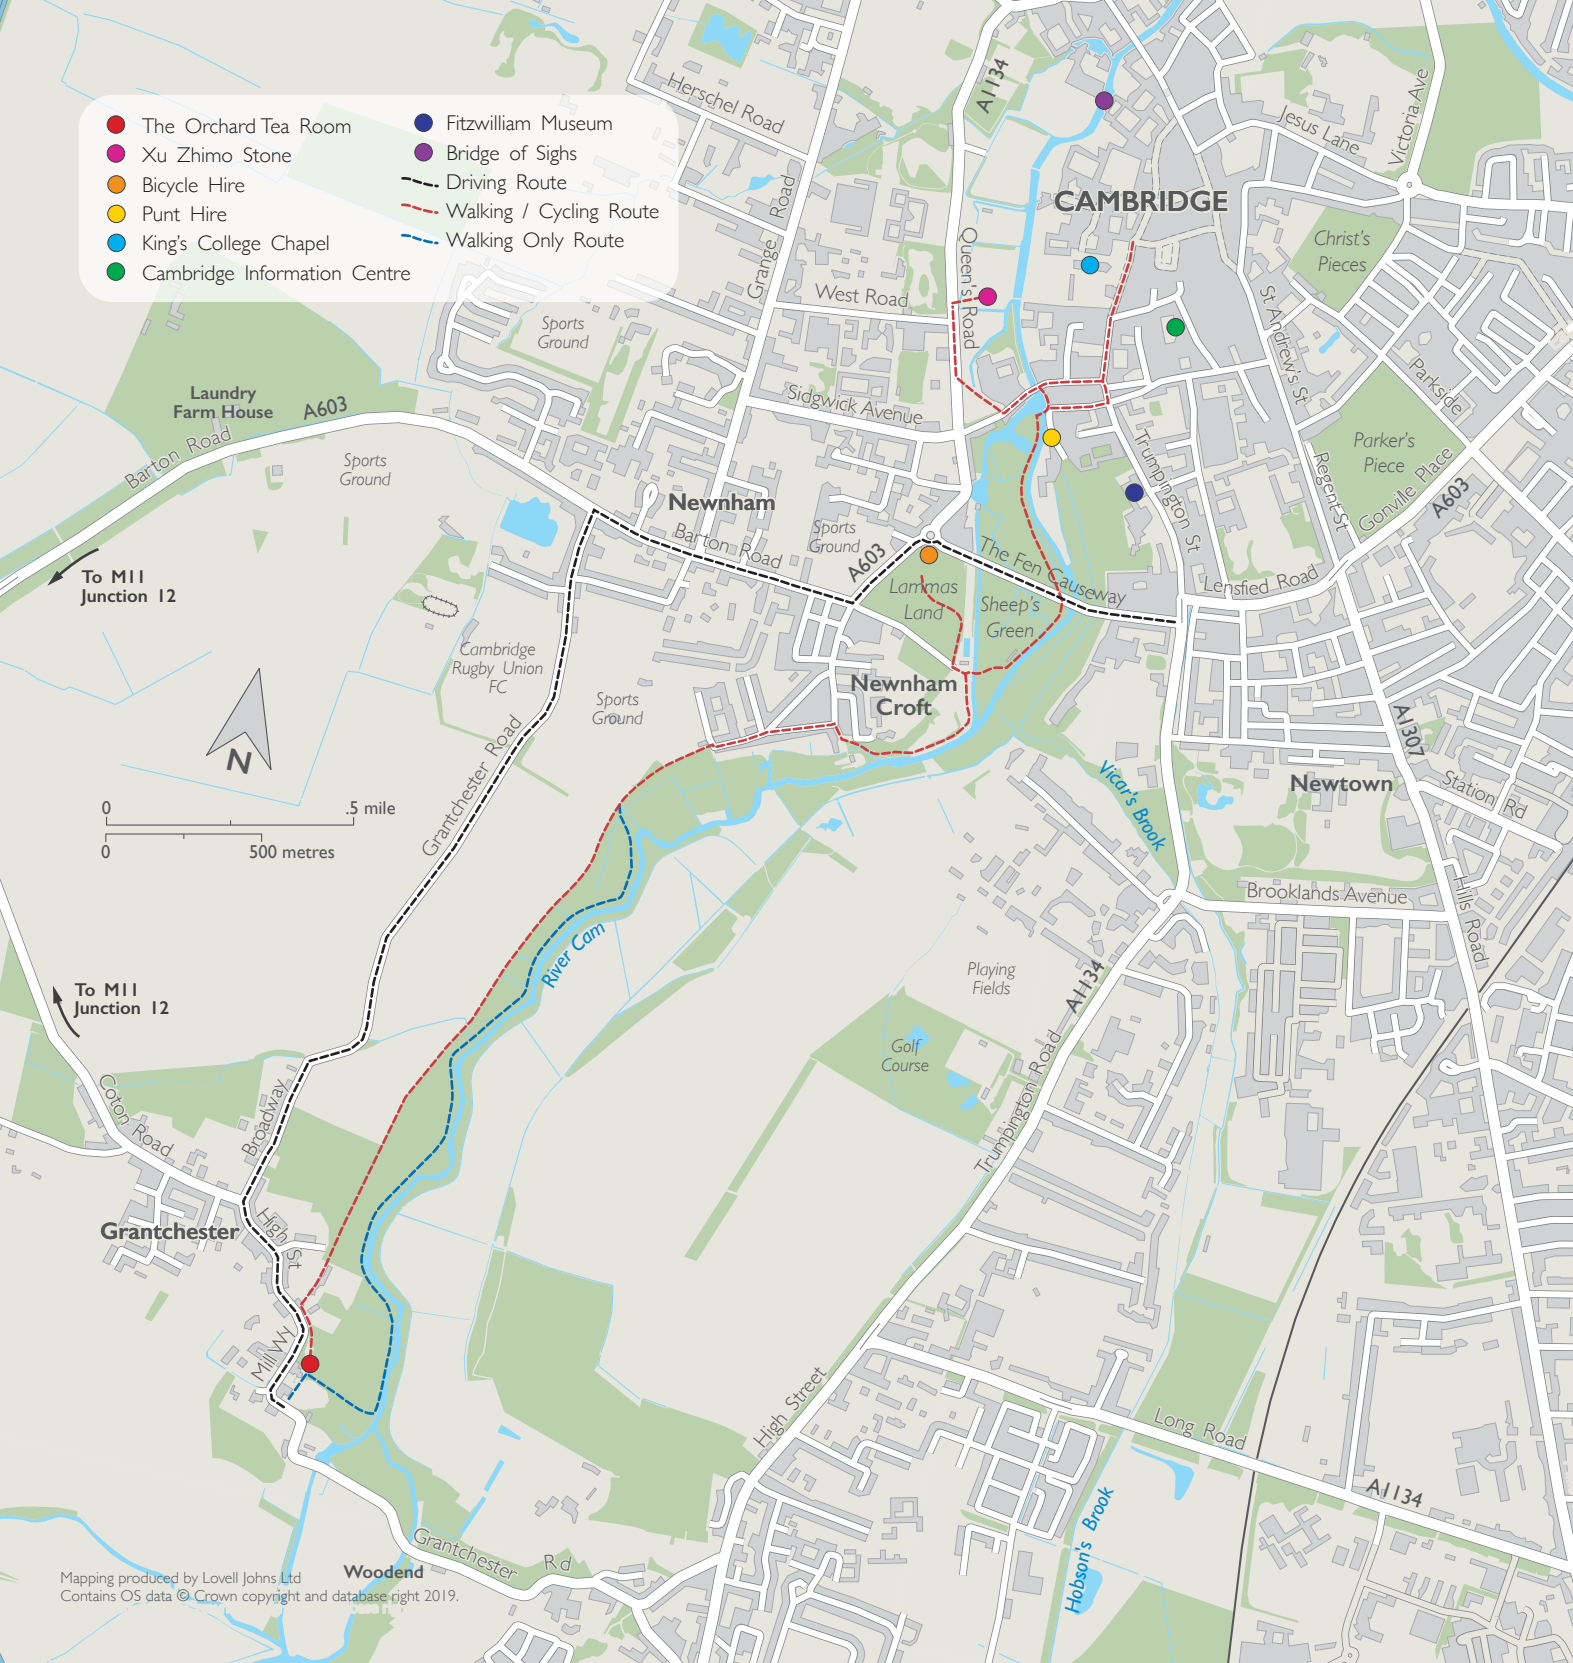 The Orchard Tea Room
Xu Zhimo Stone
Bicycle Hire
Punt Hire
King's College Chapel
Cambridge Information Centre
Fitzwilliam Museum
Bridge of Sighs
Driving Route
Walking / Cycling Route
Walking Only Route
Herschel Road
A1134
Jesus Lane
Victoria Ave
CAMBRIDGE
Grange Road
Queen's Road
Christ's
Pieces
West Road
St Andrew's St
Sports
Ground
Laundry
Farm House
A603
Barton Road
Sidgwick Avenue
Parkside
Parker's
Piece
Sports
Ground
Trumpington St
Regent St
Gonville Place
A603
Newnham
Barton Road
Sports
Ground
A603
The Fen Causeway
Lensfied Road
To M11
Junction 12
Lammas
Land
Sheep's
Green
Cambridge
Rugby Union
FC
Sports
Ground
Newnham
Croft
N
A1307
Grantchester Road
Vicar's Brook
Newtown
Station Rd
0
.5 mile
0
500 metres
Brooklands Avenue
Hills Road
River Cam
Playing
Fields
A1134
To M11
Junction 12
Golf
Course
Coton Road
Broadway
Trumpington Road
Grantchester
High St
Mill Wy
High Street
Long Road
A1134
Hobson's Brook
Grantchester Rd
Woodend
Mapping produced by Lovell Johns Ltd
Contains OS data © Crown copyright and database right 2019.